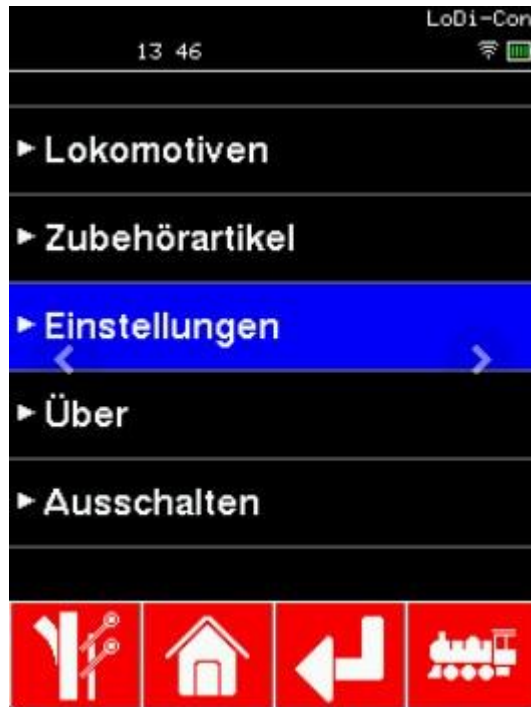 LoDi-Con
13 46
Lokomotiven
Zubehörartikel
Einstellungen
Über
Ausschalten